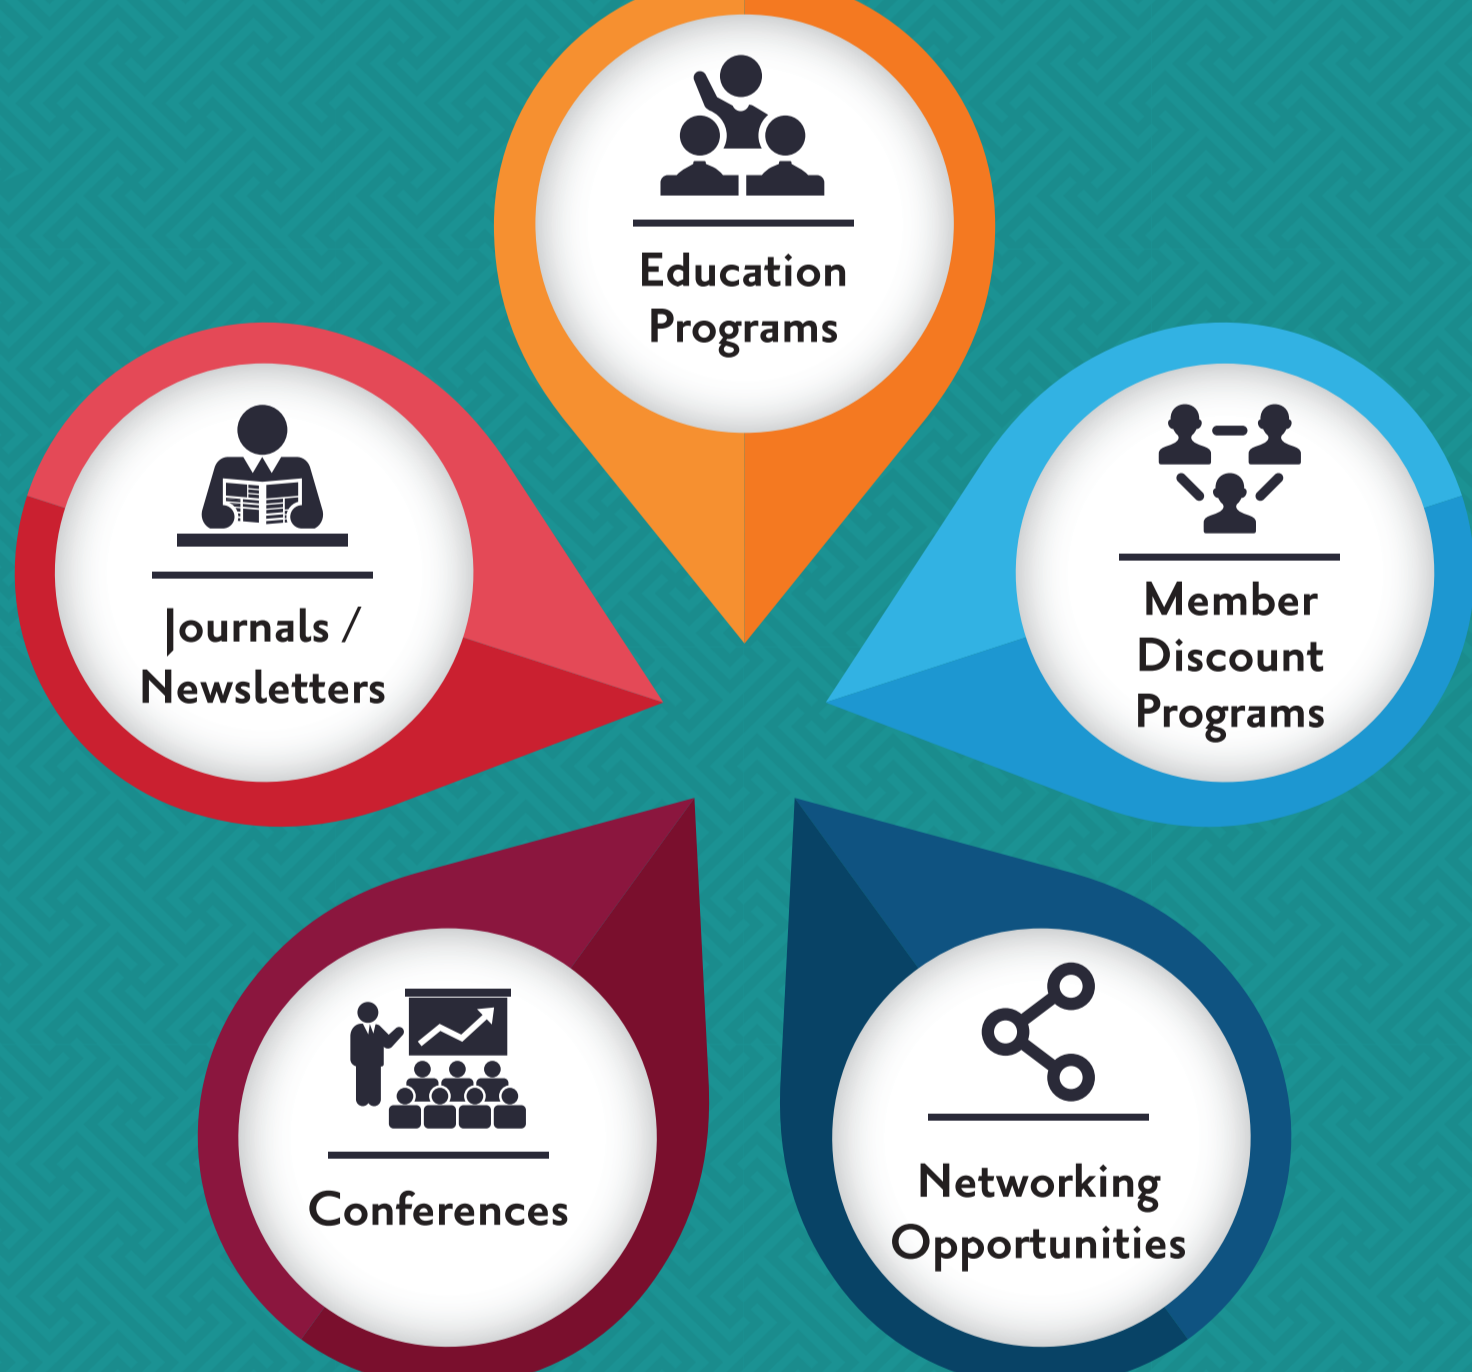 Education
Programs
Journals /
Newsletters
Member
Discount
Programs
Conferences
Networking
Opportunities